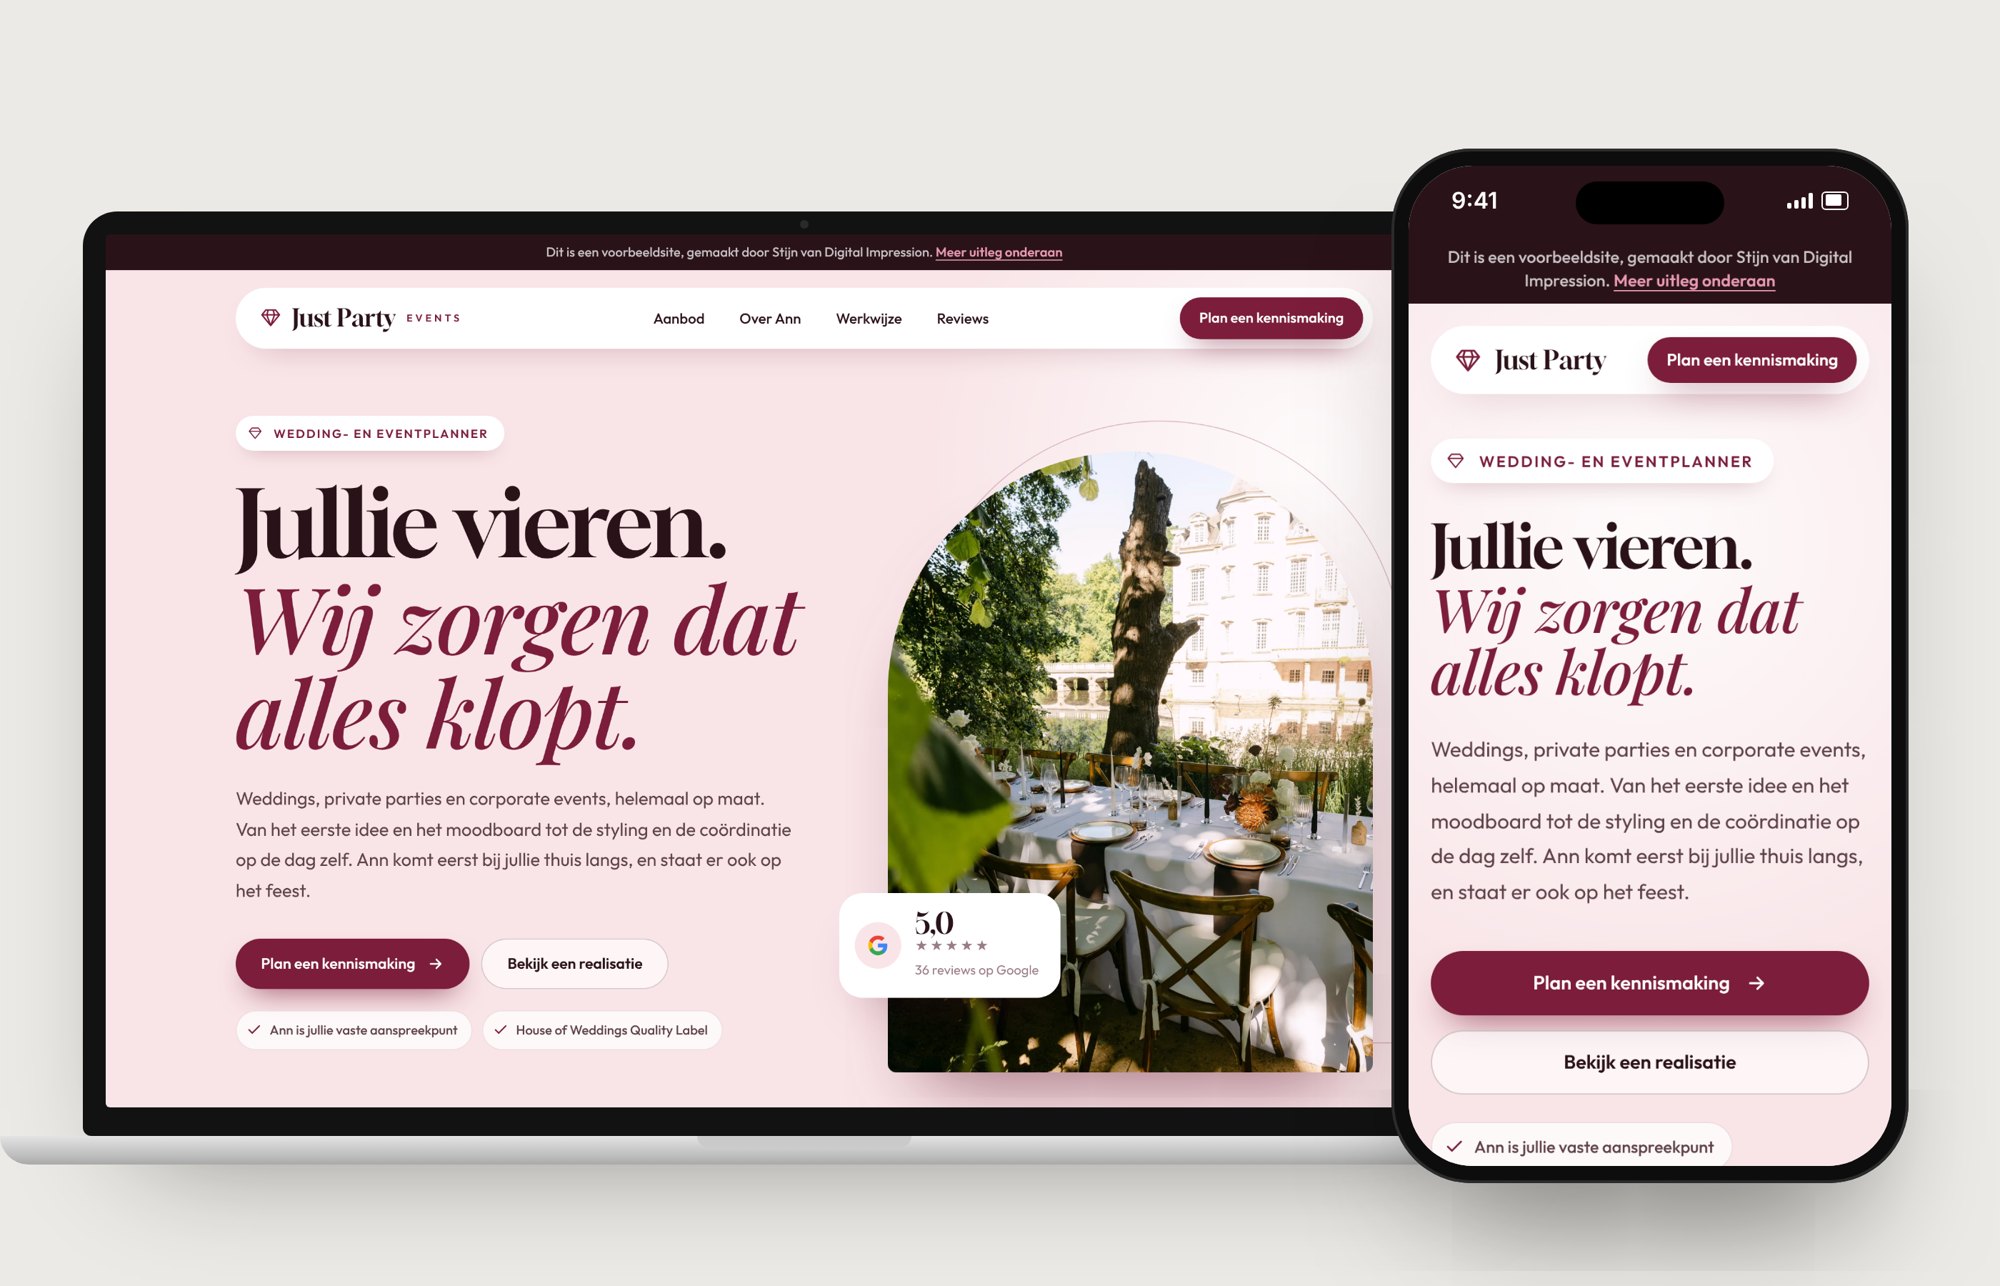 Dit is een voorbeeldsite, gemaakt door Stijn van Digital Impression. Meer uitleg onderaan
Just Party EVENTS
Aanbod
Over Ann
Werkwijze
Reviews
Plan een kennismaking
WEDDING- EN EVENTPLANNER
Jullie vieren.
Wij zorgen dat
alles klopt.
Weddings, private parties en corporate events, helemaal op maat.
Van het eerste idee en het moodboard tot de styling en de coördinatie
op de dag zelf. Ann komt eerst bij jullie thuis langs, en staat er ook op
het feest.
Plan een kennismaking →
Bekijk een realisatie
Ann is jullie vaste aanspreekpunt
House of Weddings Quality Label
5,0
★★★★★
36 reviews op Google
9:41
Dit is een voorbeeldsite, gemaakt door Stijn van Digital
Impression. Meer uitleg onderaan
Just Party
Plan een kennismaking
WEDDING- EN EVENTPLANNER
Jullie vieren.
Wij zorgen dat
alles klopt.
Weddings, private parties en corporate events,
helemaal op maat. Van het eerste idee en het
moodboard tot de styling en de coördinatie op
de dag zelf. Ann komt eerst bij jullie thuis langs,
en staat er ook op het feest.
Plan een kennismaking →
Bekijk een realisatie
Ann is jullie vaste aanspreekpunt